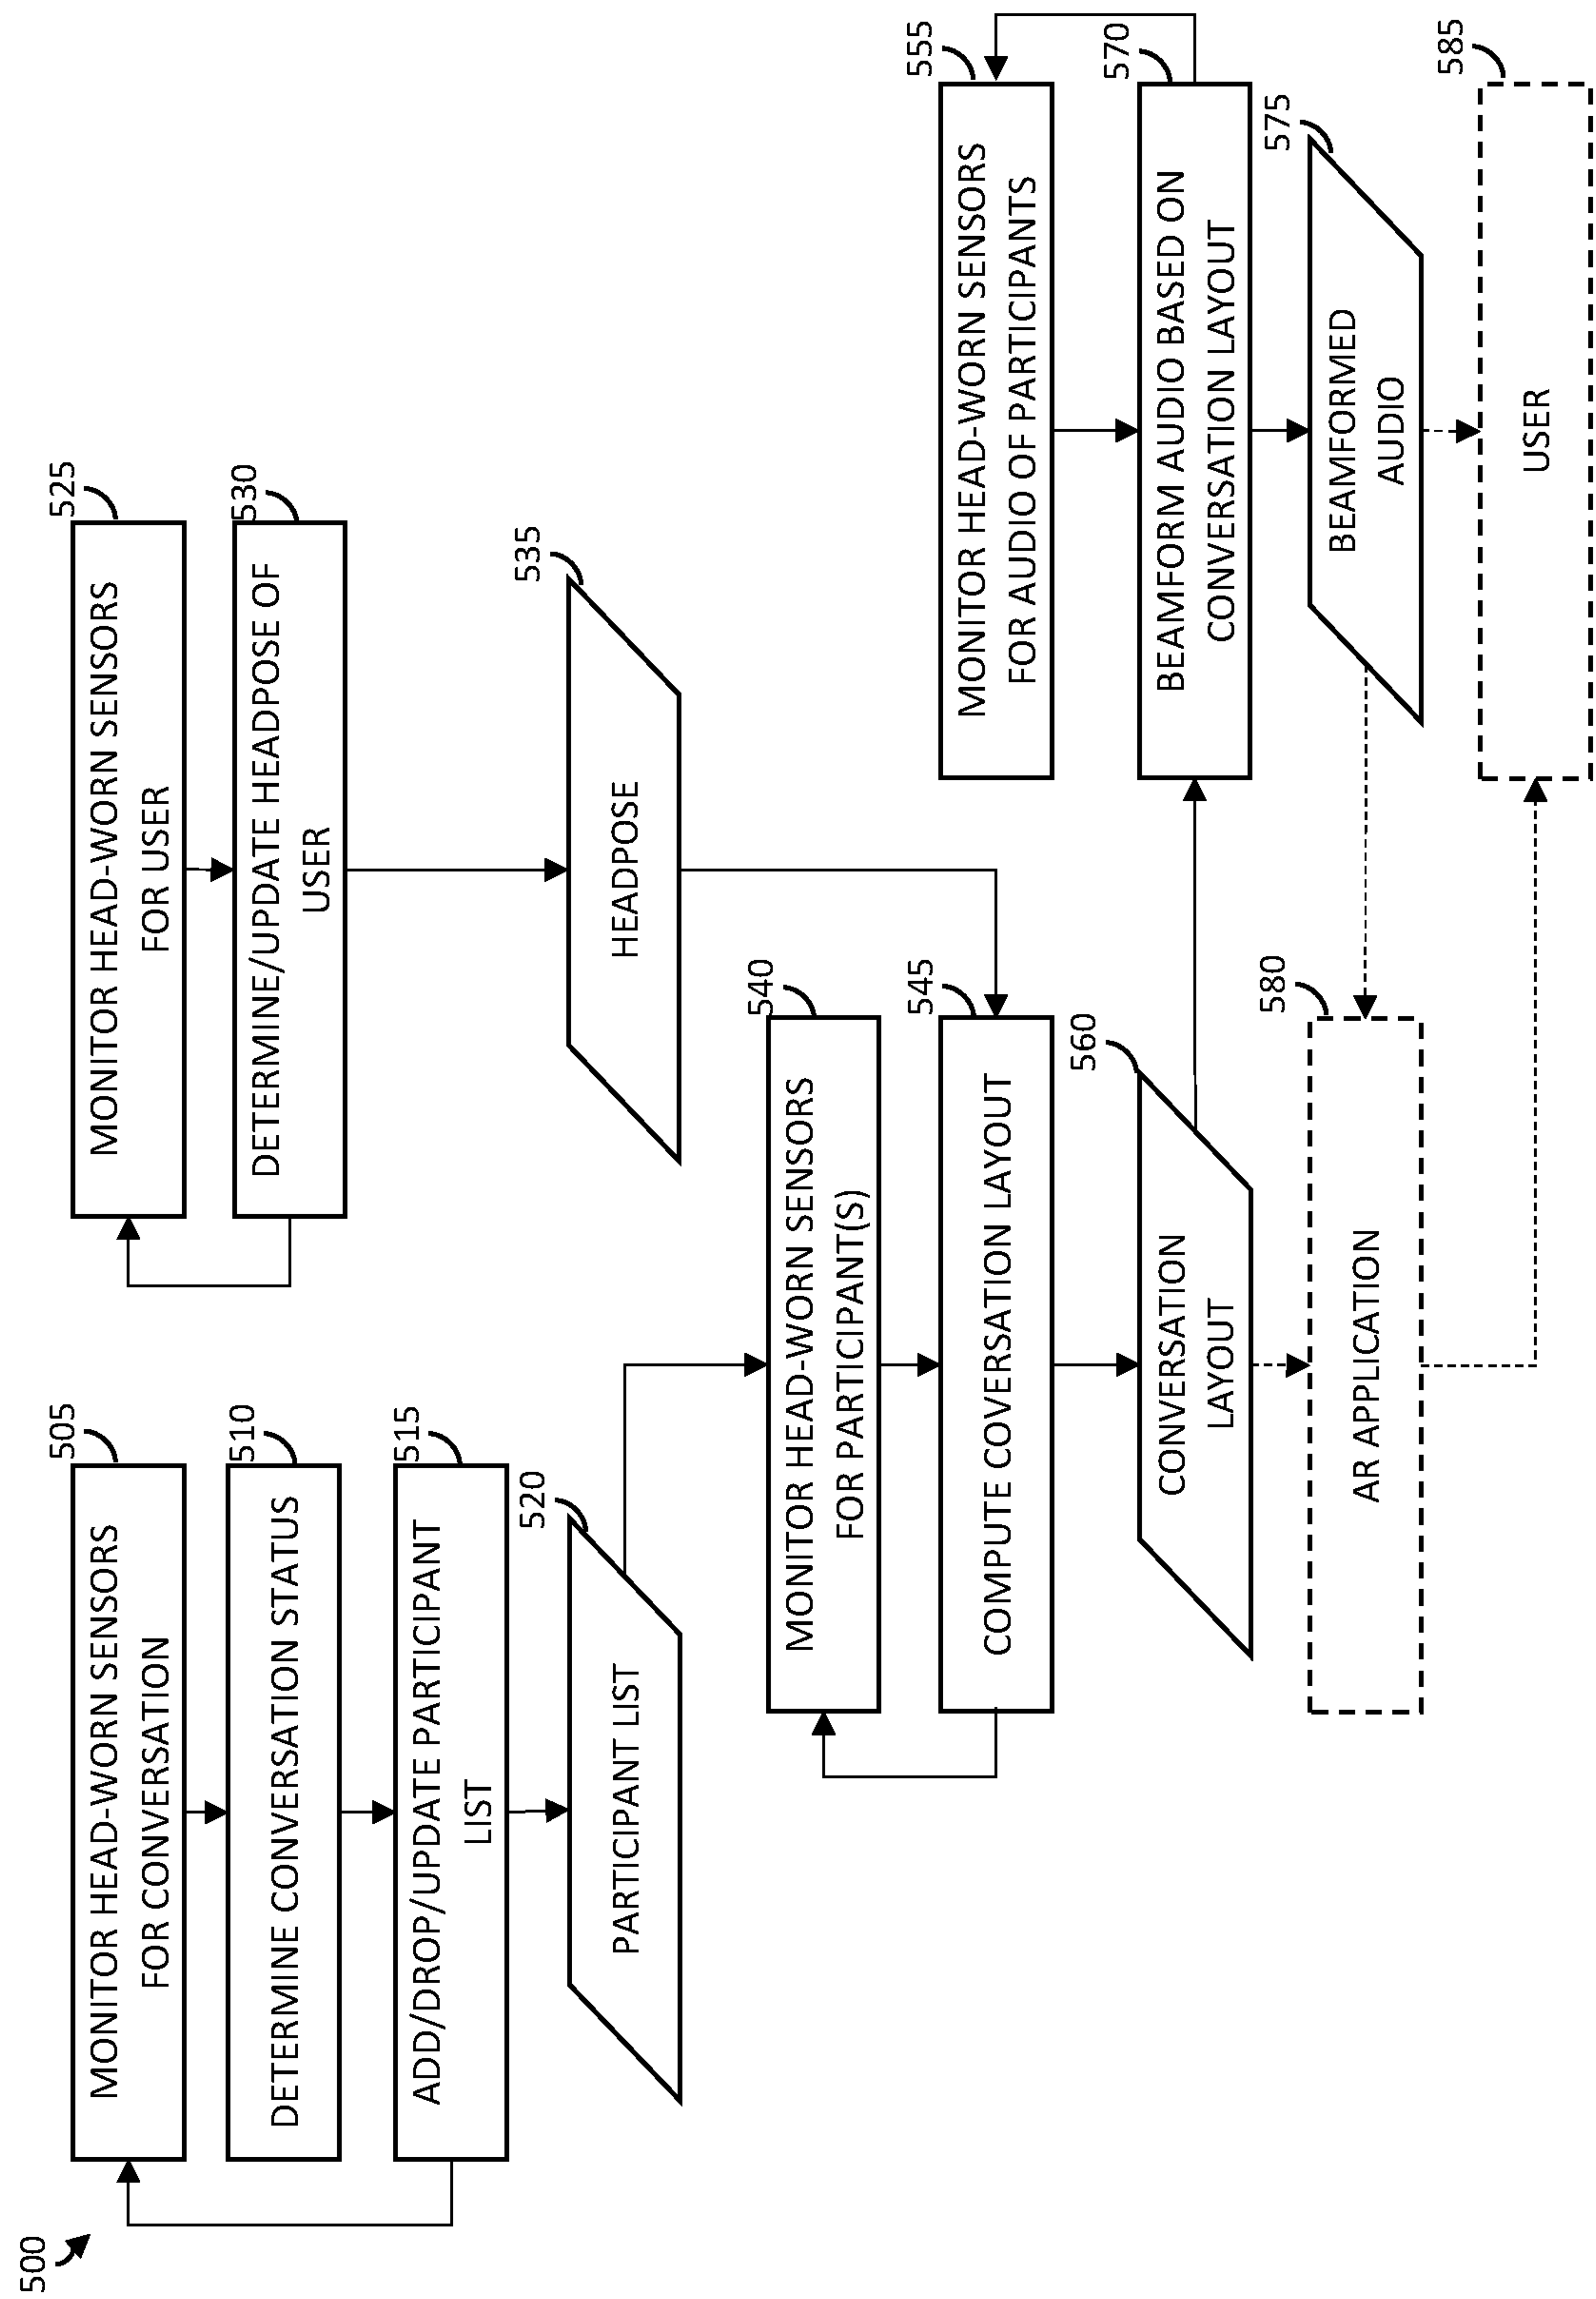 500
505
MONITOR HEAD-WORN SENSORS
FOR CONVERSATION
510
DETERMINE CONVERSATION STATUS
515
ADD/DROP/UPDATE PARTICIPANT
LIST
520
PARTICIPANT LIST
525
MONITOR HEAD-WORN SENSORS
FOR USER
530
DETERMINE/UPDATE HEADPOSE OF
USER
535
HEADPOSE
540
MONITOR HEAD-WORN SENSORS
FOR PARTICIPANT(S)
545
COMPUTE COVERSATION LAYOUT
560
CONVERSATION
LAYOUT
555
MONITOR HEAD-WORN SENSORS
FOR AUDIO OF PARTICIPANTS
570
BEAMFORM AUDIO BASED ON
CONVERSATION LAYOUT
575
BEAMFORMED
AUDIO
580
AR APPLICATION
585
USER